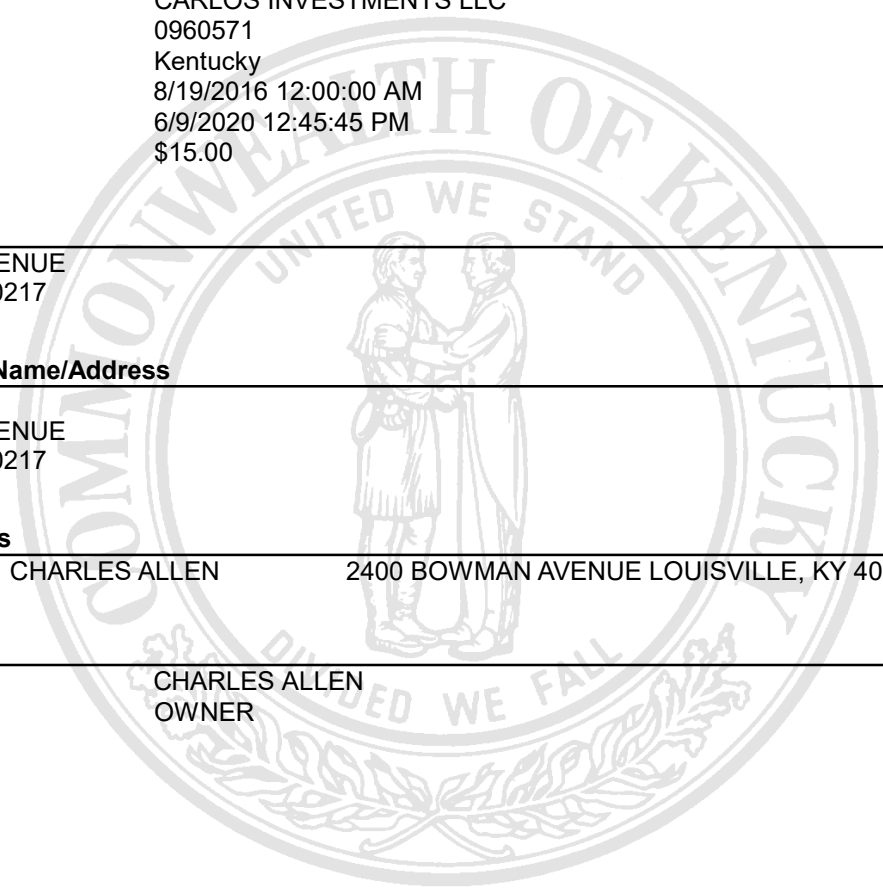 CARLOS INVESTMENTS LLC
0960571
Kentucky
8/19/2016 12:00:00 AM
6/9/2020 12:45:45 PM
$15.00
ENUE
0217
Name/Address
ENUE
0217
s
CHARLES ALLEN 2400 BOWMAN AVENUE LOUISVILLE, KY 40
CHARLES ALLEN
OWNER
COMMONWEALTH OF KENTUCKY
UNITED WE STAND
DIVIDED WE FALL